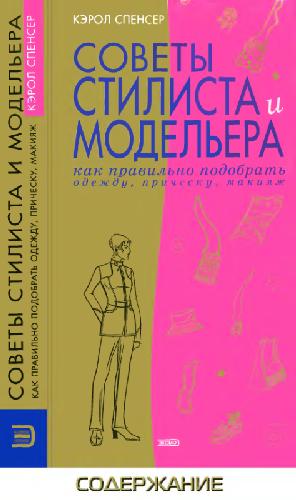 КЭРОЛ СПЕНСЕР
СОВЕТЫ
СТИЛИСТА и
МОДЕЛЬЕРА
как правильно подобрать
одежду, прическу, макияж
СОВЕТЫ СТИЛИСТА И МОДЕЛЬЕРА
КЭРОЛ СПЕНСЕР
КАК ПРАВИЛЬНО ПОДОБРАТЬ ОДЕЖДУ, ПРИЧЕСКУ, МАКИЯЖ
ЭКСМО
СОДЕРЖАНИЕ